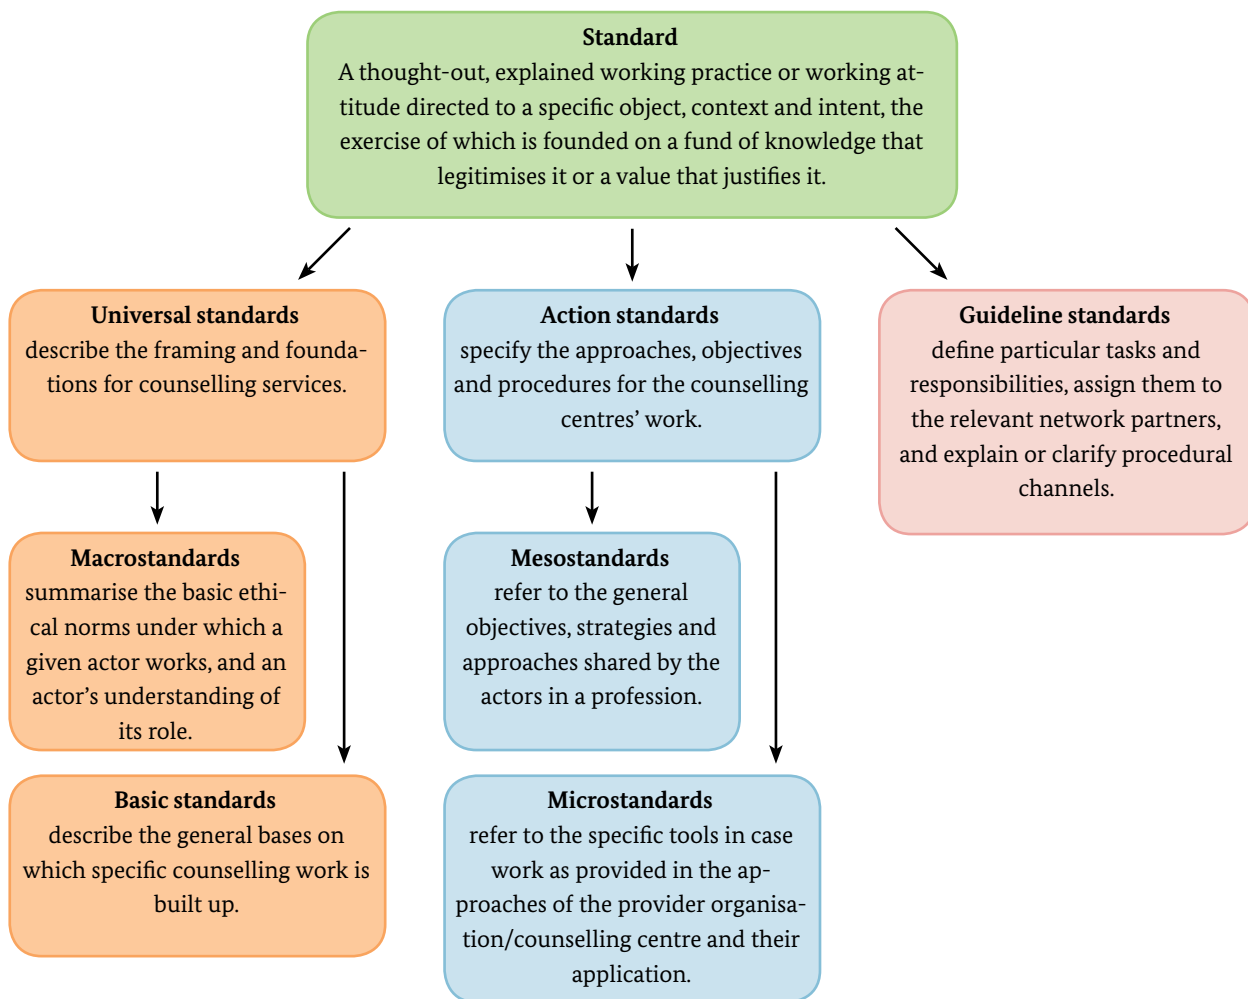 Standard
A thought-out, explained working practice or working at-
titude directed to a specific object, context and intent, the
exercise of which is founded on a fund of knowledge that
legitimises it or a value that justifies it.
Universal standards
describe the framing and founda-
tions for counselling services.
Action standards
specify the approaches, objectives
and procedures for the counselling
centres’ work.
Guideline standards
define particular tasks and
responsibilities, assign them to
the relevant network partners,
and explain or clarify procedural
channels.
Macrostandards
summarise the basic ethi-
cal norms under which a
given actor works, and an
actor’s understanding of
its role.
Mesostandards
refer to the general
objectives, strategies and
approaches shared by the
actors in a profession.
Basic standards
describe the general bases on
which specific counselling work is
built up.
Microstandards
refer to the specific tools in case
work as provided in the ap-
proaches of the provider organisa-
tion/counselling centre and their
application.